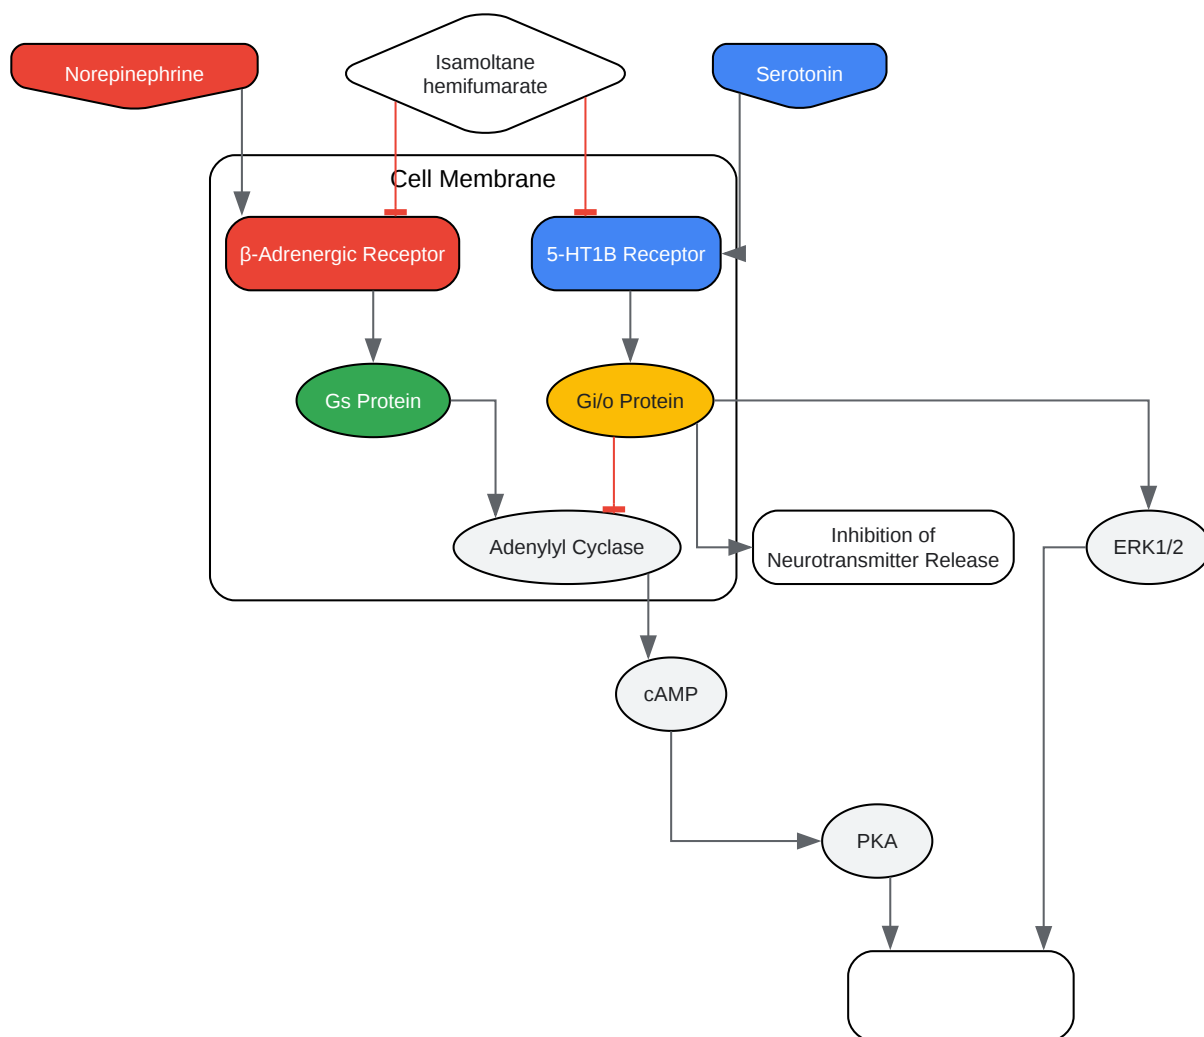 Norepinephrine
Isamoltane
hemifumarate
Serotonin
Cell Membrane
β-Adrenergic Receptor
5-HT1B Receptor
Gs Protein
Gi/o Protein
Adenylyl Cyclase
Inhibition of
Neurotransmitter Release
ERK1/2
cAMP
PKA